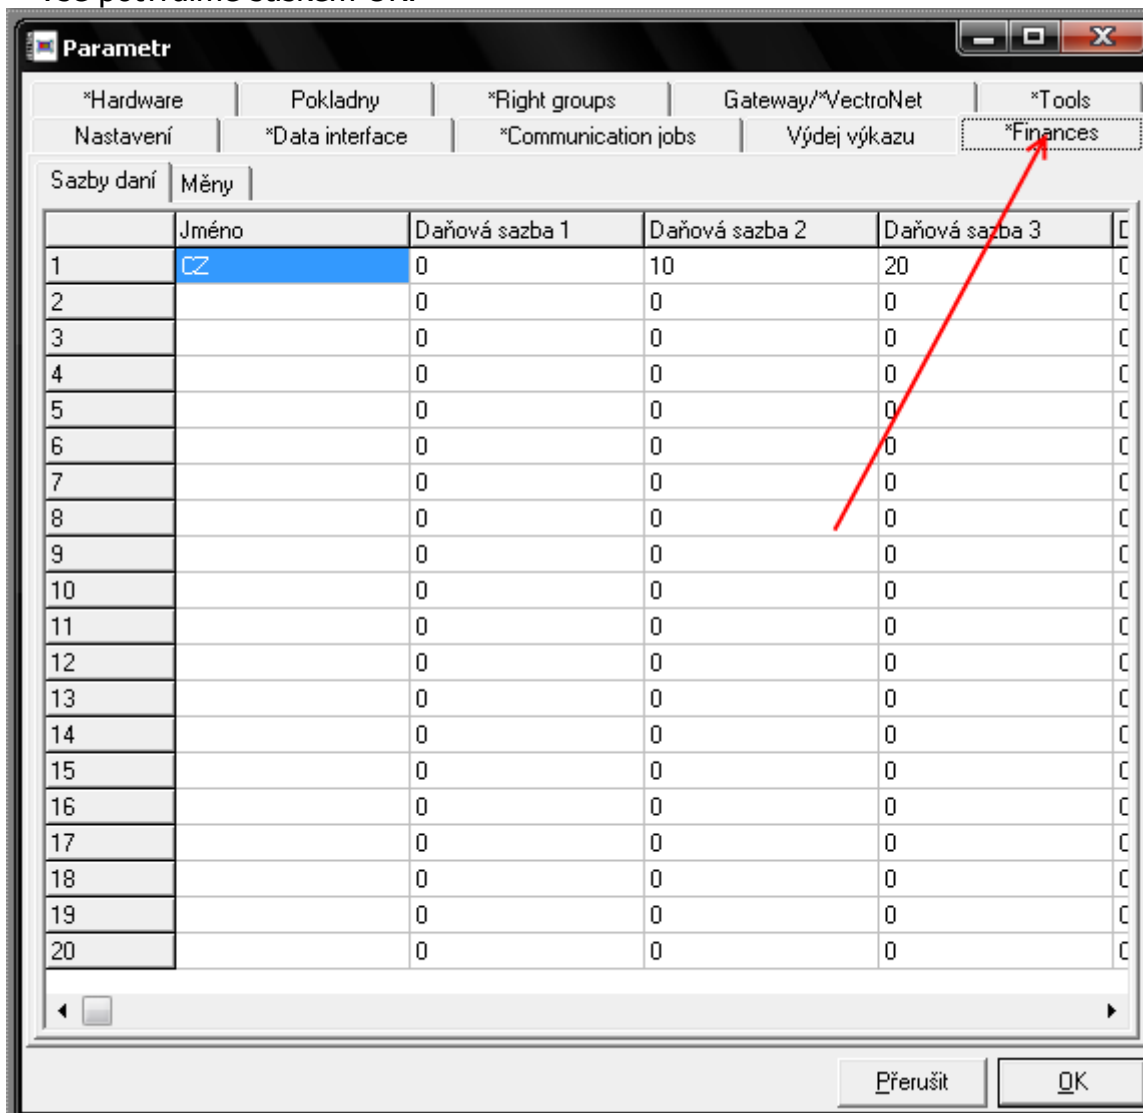 Parametr
*Hardware Pokladny *Right groups Gateway/*VectroNet *Tools
Nastavení *Data interface *Communication jobs Výdej výkazu *Finances
Sazby daní Měny
Jméno Daňová sazba 1 Daňová sazba 2 Daňová sazba 3
1 CZ 0 10 20
2 0 0 0
3 0 0 0
4 0 0 0
5 0 0 0
6 0 0 0
7 0 0 0
8 0 0 0
9 0 0 0
10 0 0 0
11 0 0 0
12 0 0 0
13 0 0 0
14 0 0 0
15 0 0 0
16 0 0 0
17 0 0 0
18 0 0 0
19 0 0 0
20 0 0 0
Přerušit OK